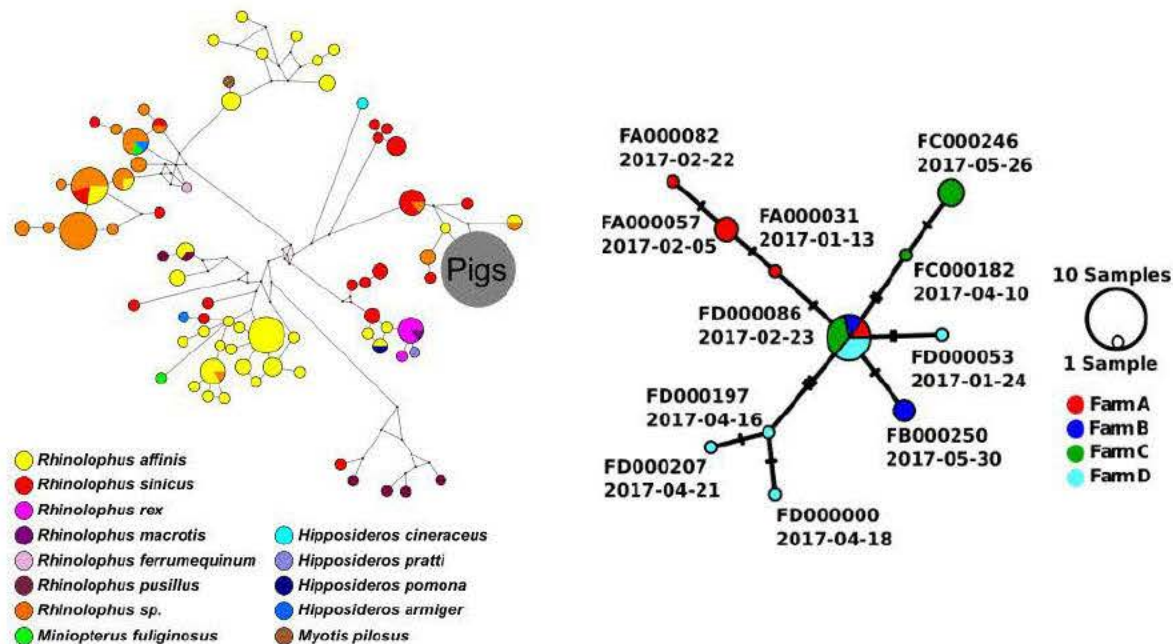 Pigs
Rhinolophus affinis
Rhinolophus sinicus
Rhinolophus rex
Rhinolophus macrotis
Rhinolophus ferrumequinum
Rhinolophus pusillus
Rhinolophus sp.
Miniopterus fuliginosus
Hipposideros cineraceus
Hipposideros pratti
Hipposideros pomona
Hipposideros armiger
Myotis pilosus
FA000082
2017-02-22
FC000246
2017-05-26
FA000057
2017-02-05
FA000031
2017-01-13
FC000182
2017-04-10
FD000086
2017-02-23
FD000053
2017-01-24
FD000197
2017-04-16
FB000250
2017-05-30
FD000207
2017-04-21
FD000000
2017-04-18
10 Samples
1 Sample
Farm A
Farm B
Farm C
Farm D